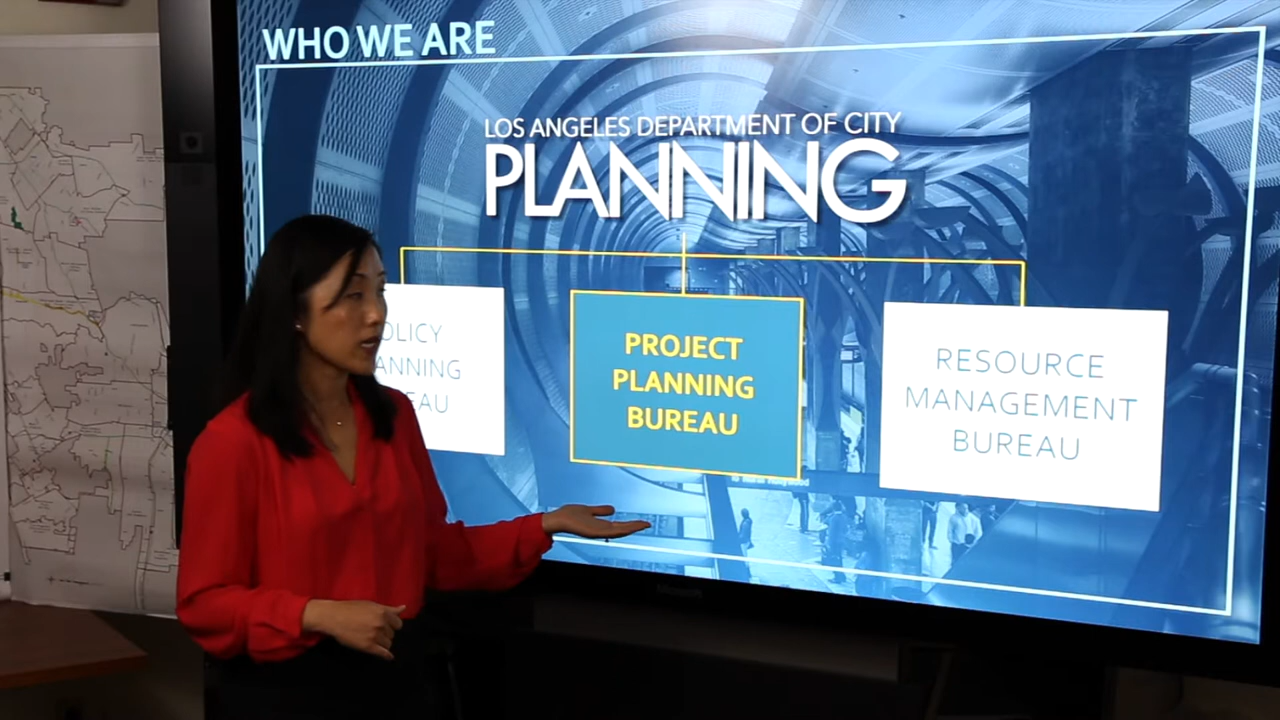 WHO WE ARE
LOS ANGELES DEPARTMENT OF CITY
PLANNING
OLICY
ANNING
EAU
PROJECT
PLANNING
BUREAU
RESOURCE
MANAGEMENT
BUREAU